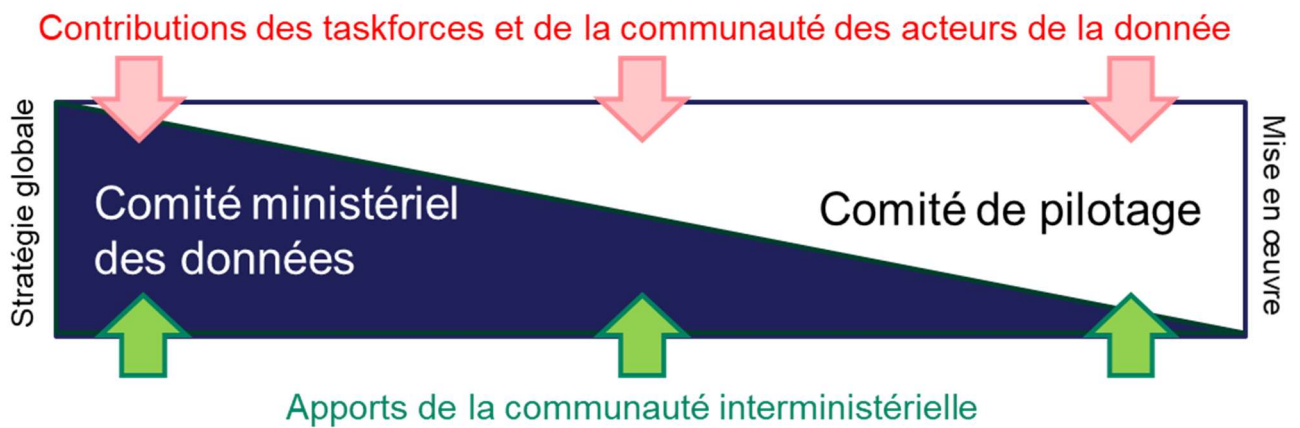 Contributions des taskforces et de la communauté des acteurs de la donnée
Stratégie globale
Comité ministériel
des données
Comité de pilotage
Mise en œuvre
Apports de la communauté interministérielle